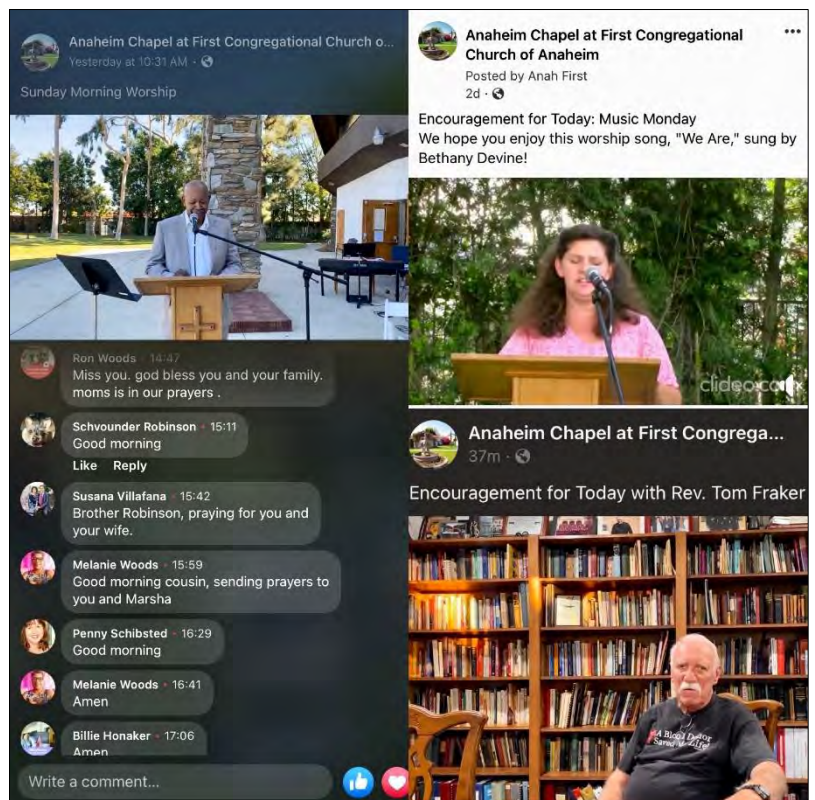 Anaheim Chapel at First Congregational Church o...
Yesterday at 10:31 AM ·
Sunday Morning Worship
Ron Woods · 14:47
Miss you. god bless you and your family.
moms is in our prayers .
Schvounder Robinson · 15:11
Good morning
Like Reply
Susana Villafana · 15:42
Brother Robinson, praying for you and
your wife.
Melanie Woods · 15:59
Good morning cousin, sending prayers to
you and Marsha
Penny Schibsted · 16:29
Good morning
Melanie Woods · 16:41
Amen
Billie Honaker · 17:06
Amen
Write a comment...
Anaheim Chapel at First Congregational
Church of Anaheim
Posted by Anah First
2d ·
Encouragement for Today: Music Monday
We hope you enjoy this worship song, "We Are," sung by
Bethany Devine!
clideo.com
Anaheim Chapel at First Congrega...
37m ·
Encouragement for Today with Rev. Tom Fraker
A Blood Donor
Saved My Life!